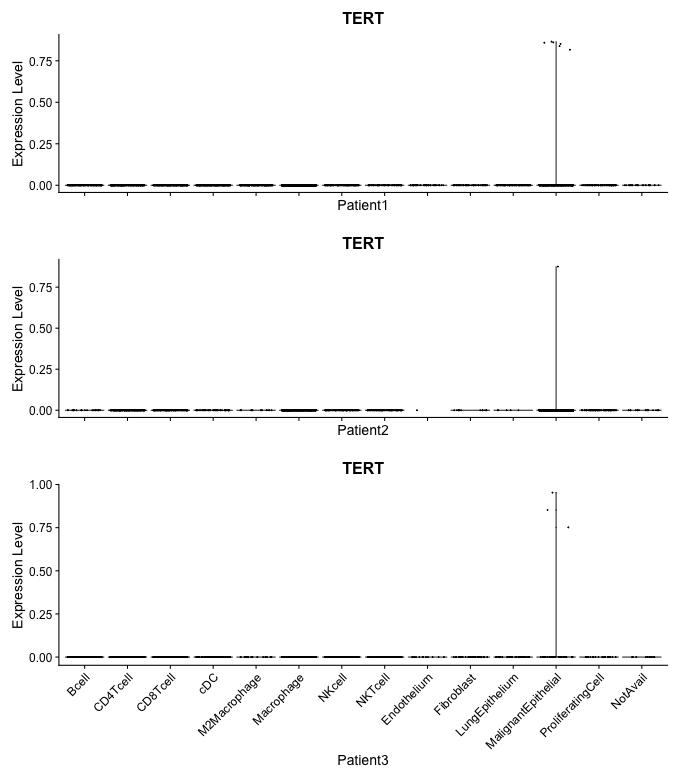 TERT
Expression Level
0.75
0.50
0.25
0.00
Patient1
TERT
Expression Level
0.75
0.50
0.25
0.00
Patient2
TERT
Expression Level
1.00
0.75
0.50
0.25
0.00
Bcell
CD4Tcell
CD8Tcell
cDC
M2Macrophage
Macrophage
NKcell
NKTcell
Endothelium
Fibroblast
LungEpithelium
MalignantEpithelial
ProliferatingCell
NotAvail
Patient3